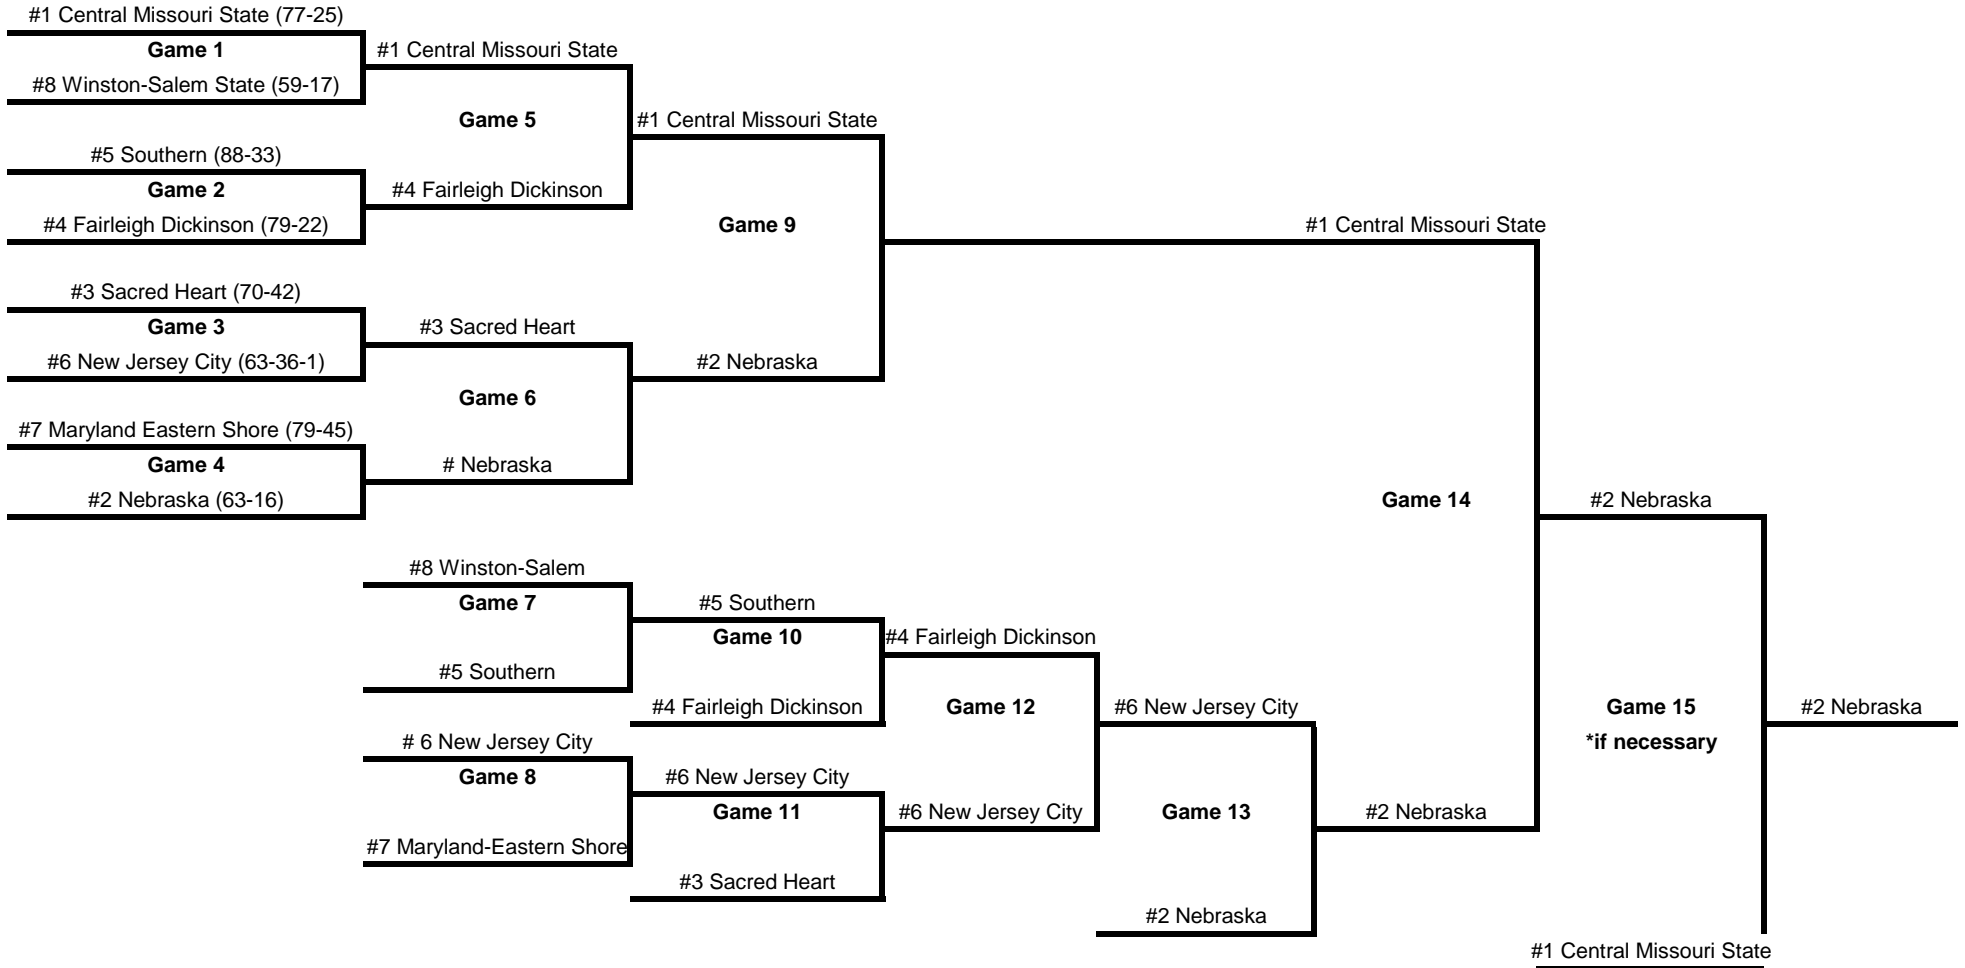 #1 Central Missouri State (77-25)
Game 1
#8 Winston-Salem State (59-17)
#1 Central Missouri State
Game 5
#5 Southern (88-33)
Game 2
#4 Fairleigh Dickinson (79-22)
#4 Fairleigh Dickinson
#1 Central Missouri State
Game 9
#3 Sacred Heart (70-42)
Game 3
#6 New Jersey City (63-36-1)
#3 Sacred Heart
Game 6
#2 Nebraska
#7 Maryland Eastern Shore (79-45)
Game 4
#2 Nebraska (63-16)
# Nebraska
#1 Central Missouri State
Game 14
#2 Nebraska
#8 Winston-Salem
Game 7
#5 Southern
#5 Southern
Game 10
#4 Fairleigh Dickinson
#4 Fairleigh Dickinson
Game 12
# 6 New Jersey City
Game 8
#7 Maryland-Eastern Shore
#6 New Jersey City
Game 11
#3 Sacred Heart
#6 New Jersey City
#6 New Jersey City
Game 13
#2 Nebraska
#2 Nebraska
Game 15
*if necessary
#2 Nebraska
#1 Central Missouri State